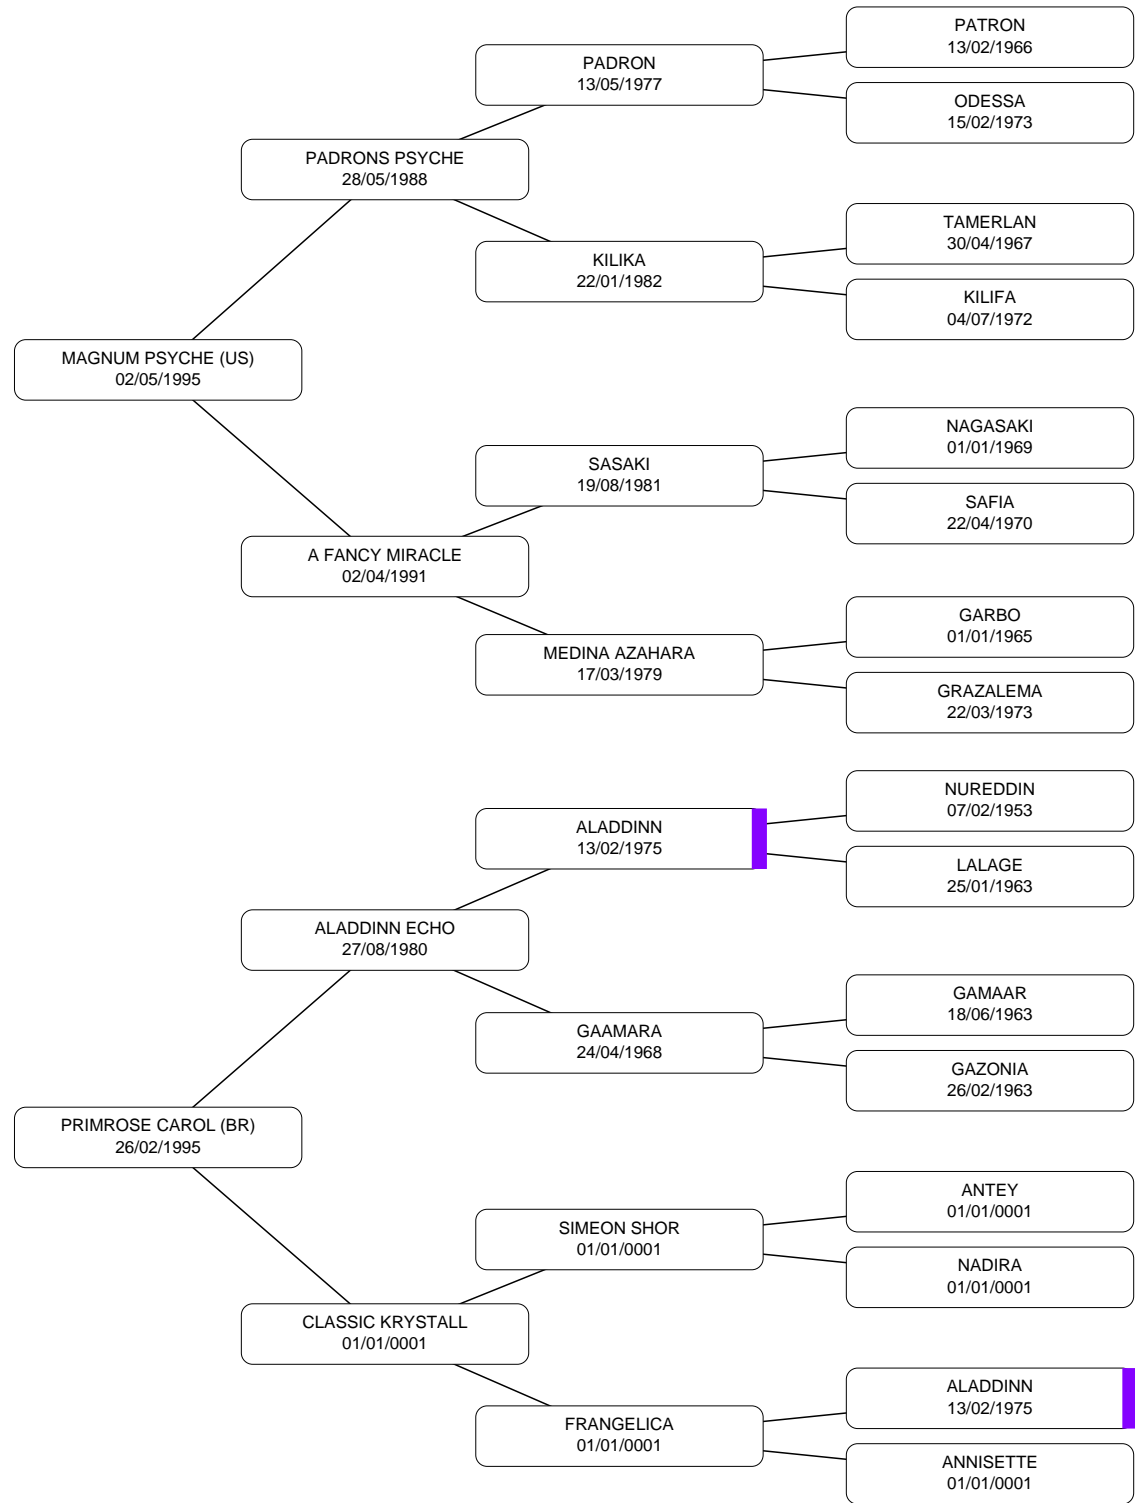 PATRON
13/02/1966
PADRON
13/05/1977
ODESSA
15/02/1973
PADRONS PSYCHE
28/05/1988
TAMERLAN
30/04/1967
KILIKA
22/01/1982
KILIFA
04/07/1972
MAGNUM PSYCHE (US)
02/05/1995
NAGASAKI
01/01/1969
SASAKI
19/08/1981
SAFIA
22/04/1970
A FANCY MIRACLE
02/04/1991
GARBO
01/01/1965
MEDINA AZAHARA
17/03/1979
GRAZALEMA
22/03/1973
NUREDDIN
07/02/1953
ALADDINN
13/02/1975
LALAGE
25/01/1963
ALADDINN ECHO
27/08/1980
GAMAAR
18/06/1963
GAAMARA
24/04/1968
GAZONIA
26/02/1963
PRIMROSE CAROL (BR)
26/02/1995
ANTEY
01/01/0001
SIMEON SHOR
01/01/0001
NADIRA
01/01/0001
CLASSIC KRYSTALL
01/01/0001
ALADDINN
13/02/1975
FRANGELICA
01/01/0001
ANNISETTE
01/01/0001